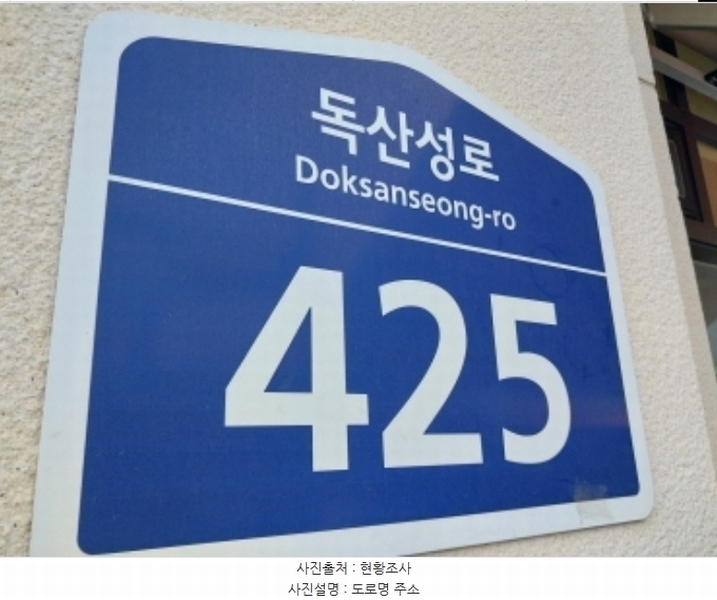 독산성로
Doksanseong-ro
425
사진출처 : 현황조사
사진설명 : 도로명 주소